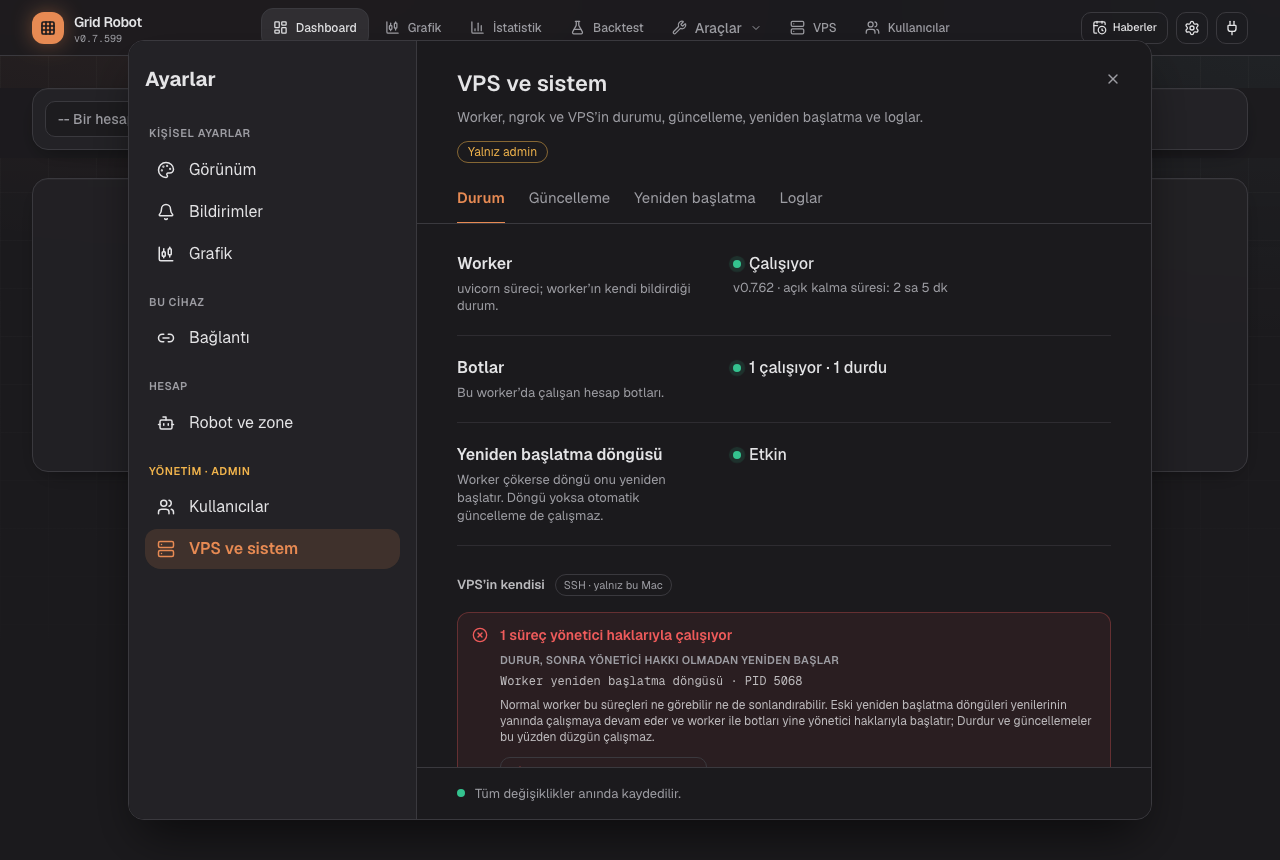 Grid Robot
v0.7.599
Dashboard
Grafik
İstatistik
Backtest
Araçlar
VPS
Kullanıcılar
Haberler
-- Bir hesa
Ayarlar
KİŞİSEL AYARLAR
Görünüm
Bildirimler
Grafik
BU CİHAZ
Bağlantı
HESAP
Robot ve zone
YÖNETİM · ADMIN
Kullanıcılar
VPS ve sistem
VPS ve sistem
Worker, ngrok ve VPS'in durumu, güncelleme, yeniden başlatma ve loglar.
Yalnız admin
Durum
Güncelleme
Yeniden başlatma
Loglar
Worker
uvicorn süreci; worker'ın kendi bildirdiği
durum.
Çalışıyor
v0.7.62 · açık kalma süresi: 2 sa 5 dk
Botlar
Bu worker'da çalışan hesap botları.
1 çalışıyor · 1 durdu
Yeniden başlatma döngüsü
Worker çökerse döngü onu yeniden
başlatır. Döngü yoksa otomatik
güncelleme de çalışmaz.
Etkin
VPS'in kendisi
SSH · yalnız bu Mac
1 süreç yönetici haklarıyla çalışıyor
DURUR, SONRA YÖNETİCİ HAKKI OLMADAN YENİDEN BAŞLAR
Worker yeniden başlatma döngüsü · PID 5068
Normal worker bu süreçleri ne görebilir ne de sonlandırabilir. Eski yeniden başlatma döngüleri yenilerinin
yanında çalışmaya devam eder ve worker ile botları yine yönetici haklarıyla başlatır; Durdur ve güncellemeler
bu yüzden düzgün çalışmaz.
Tüm değişiklikler anında kaydedilir.